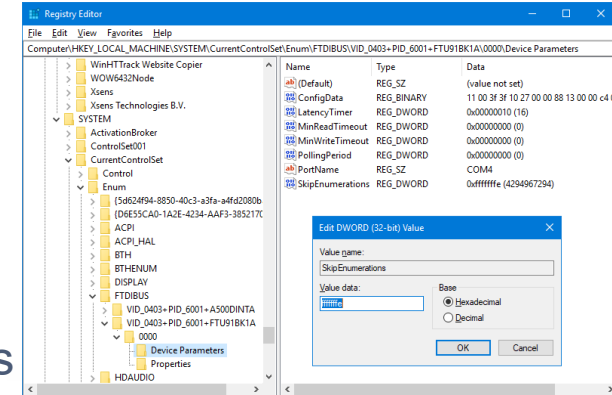 Registry Editor
File Edit View Favorites Help
Computer\HKEY_LOCAL_MACHINE\SYSTEM\CurrentControlSet\Enum\FTDIBUS\VID_0403+PID_6001+FTU91BK1A\0000\Device Parameters
WinHTTrack Website Copier
WOW6432Node
Xsens
Xsens Technologies B.V.
SYSTEM
ActivationBroker
ControlSet001
CurrentControlSet
Control
Enum
{5d624f94-8850-40c3-a3fa-a4fd2080b
{D6E55CA0-1A2E-4234-AAF3-385217C
ACPI
ACPI_HAL
BTH
BTHENUM
DISPLAY
FTDIBUS
VID_0403+PID_6001+A500DINTA
VID_0403+PID_6001+FTU91BK1A
0000
Device Parameters
Properties
HDAUDIO
Name Type Data
(Default) REG_SZ (value not set)
ConfigData REG_BINARY 11 00 3f 3f 10 27 00 00 88 13 00 00 c4
LatencyTimer REG_DWORD 0x00000010 (16)
MinReadTimeout REG_DWORD 0x00000000 (0)
MinWriteTimeout REG_DWORD 0x00000000 (0)
PollingPeriod REG_DWORD 0x00000000 (0)
PortName REG_SZ COM4
SkipEnumerations REG_DWORD 0xfffffffe (4294967294)
Edit DWORD (32-bit) Value
Value name:
SkipEnumerations
Value data:
fffffffe
Base
Hexadecimal
Decimal
OK Cancel
s